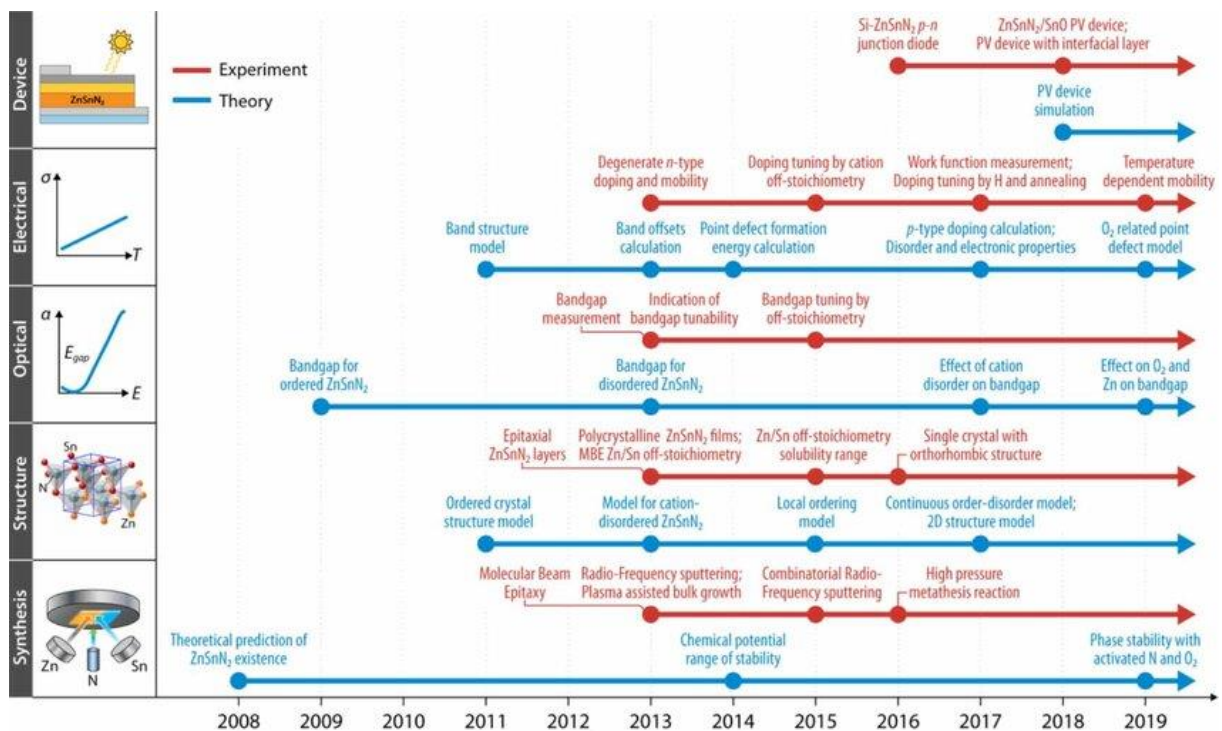 Device
ZnSnN₂
Experiment
Theory
Si-ZnSnN₂ p-n
junction diode
ZnSnN₂/SnO PV device;
PV device with interfacial layer
PV device
simulation
Electrical
σ
T
Degenerate n-type
doping and mobility
Doping tuning by cation
off-stoichiometry
Work function measurement;
Doping tuning by H and annealing
Temperature
dependent mobility
Band structure
model
Band offsets
calculation
Point defect formation
energy calculation
p-type doping calculation;
Disorder and electronic properties
O₂ related point
defect model
Optical
α
E_gap
E
Bandgap
measurement
Indication of
bandgap tunability
Bandgap tuning by
off-stoichiometry
Bandgap for
ordered ZnSnN₂
Bandgap for
disordered ZnSnN₂
Effect of cation
disorder on bandgap
Effect on O₂ and
Zn on bandgap
Structure
Sn
N
Zn
Epitaxial
ZnSnN₂ layers
Polycrystalline ZnSnN₂ films;
MBE Zn/Sn off-stoichiometry
Zn/Sn off-stoichiometry
solubility range
Single crystal with
orthorhombic structure
Ordered crystal
structure model
Model for cation-
disordered ZnSnN₂
Local ordering
model
Continuous order-disorder model;
2D structure model
Synthesis
Zn
N
Sn
Molecular Beam
Epitaxy
Radio-Frequency sputtering;
Plasma assisted bulk growth
Combinatorial Radio-
Frequency sputtering
High pressure
metathesis reaction
Theoretical prediction of
ZnSnN₂ existence
Chemical potential
range of stability
Phase stability with
activated N and O₂
2008 2009 2010 2011 2012 2013 2014 2015 2016 2017 2018 2019